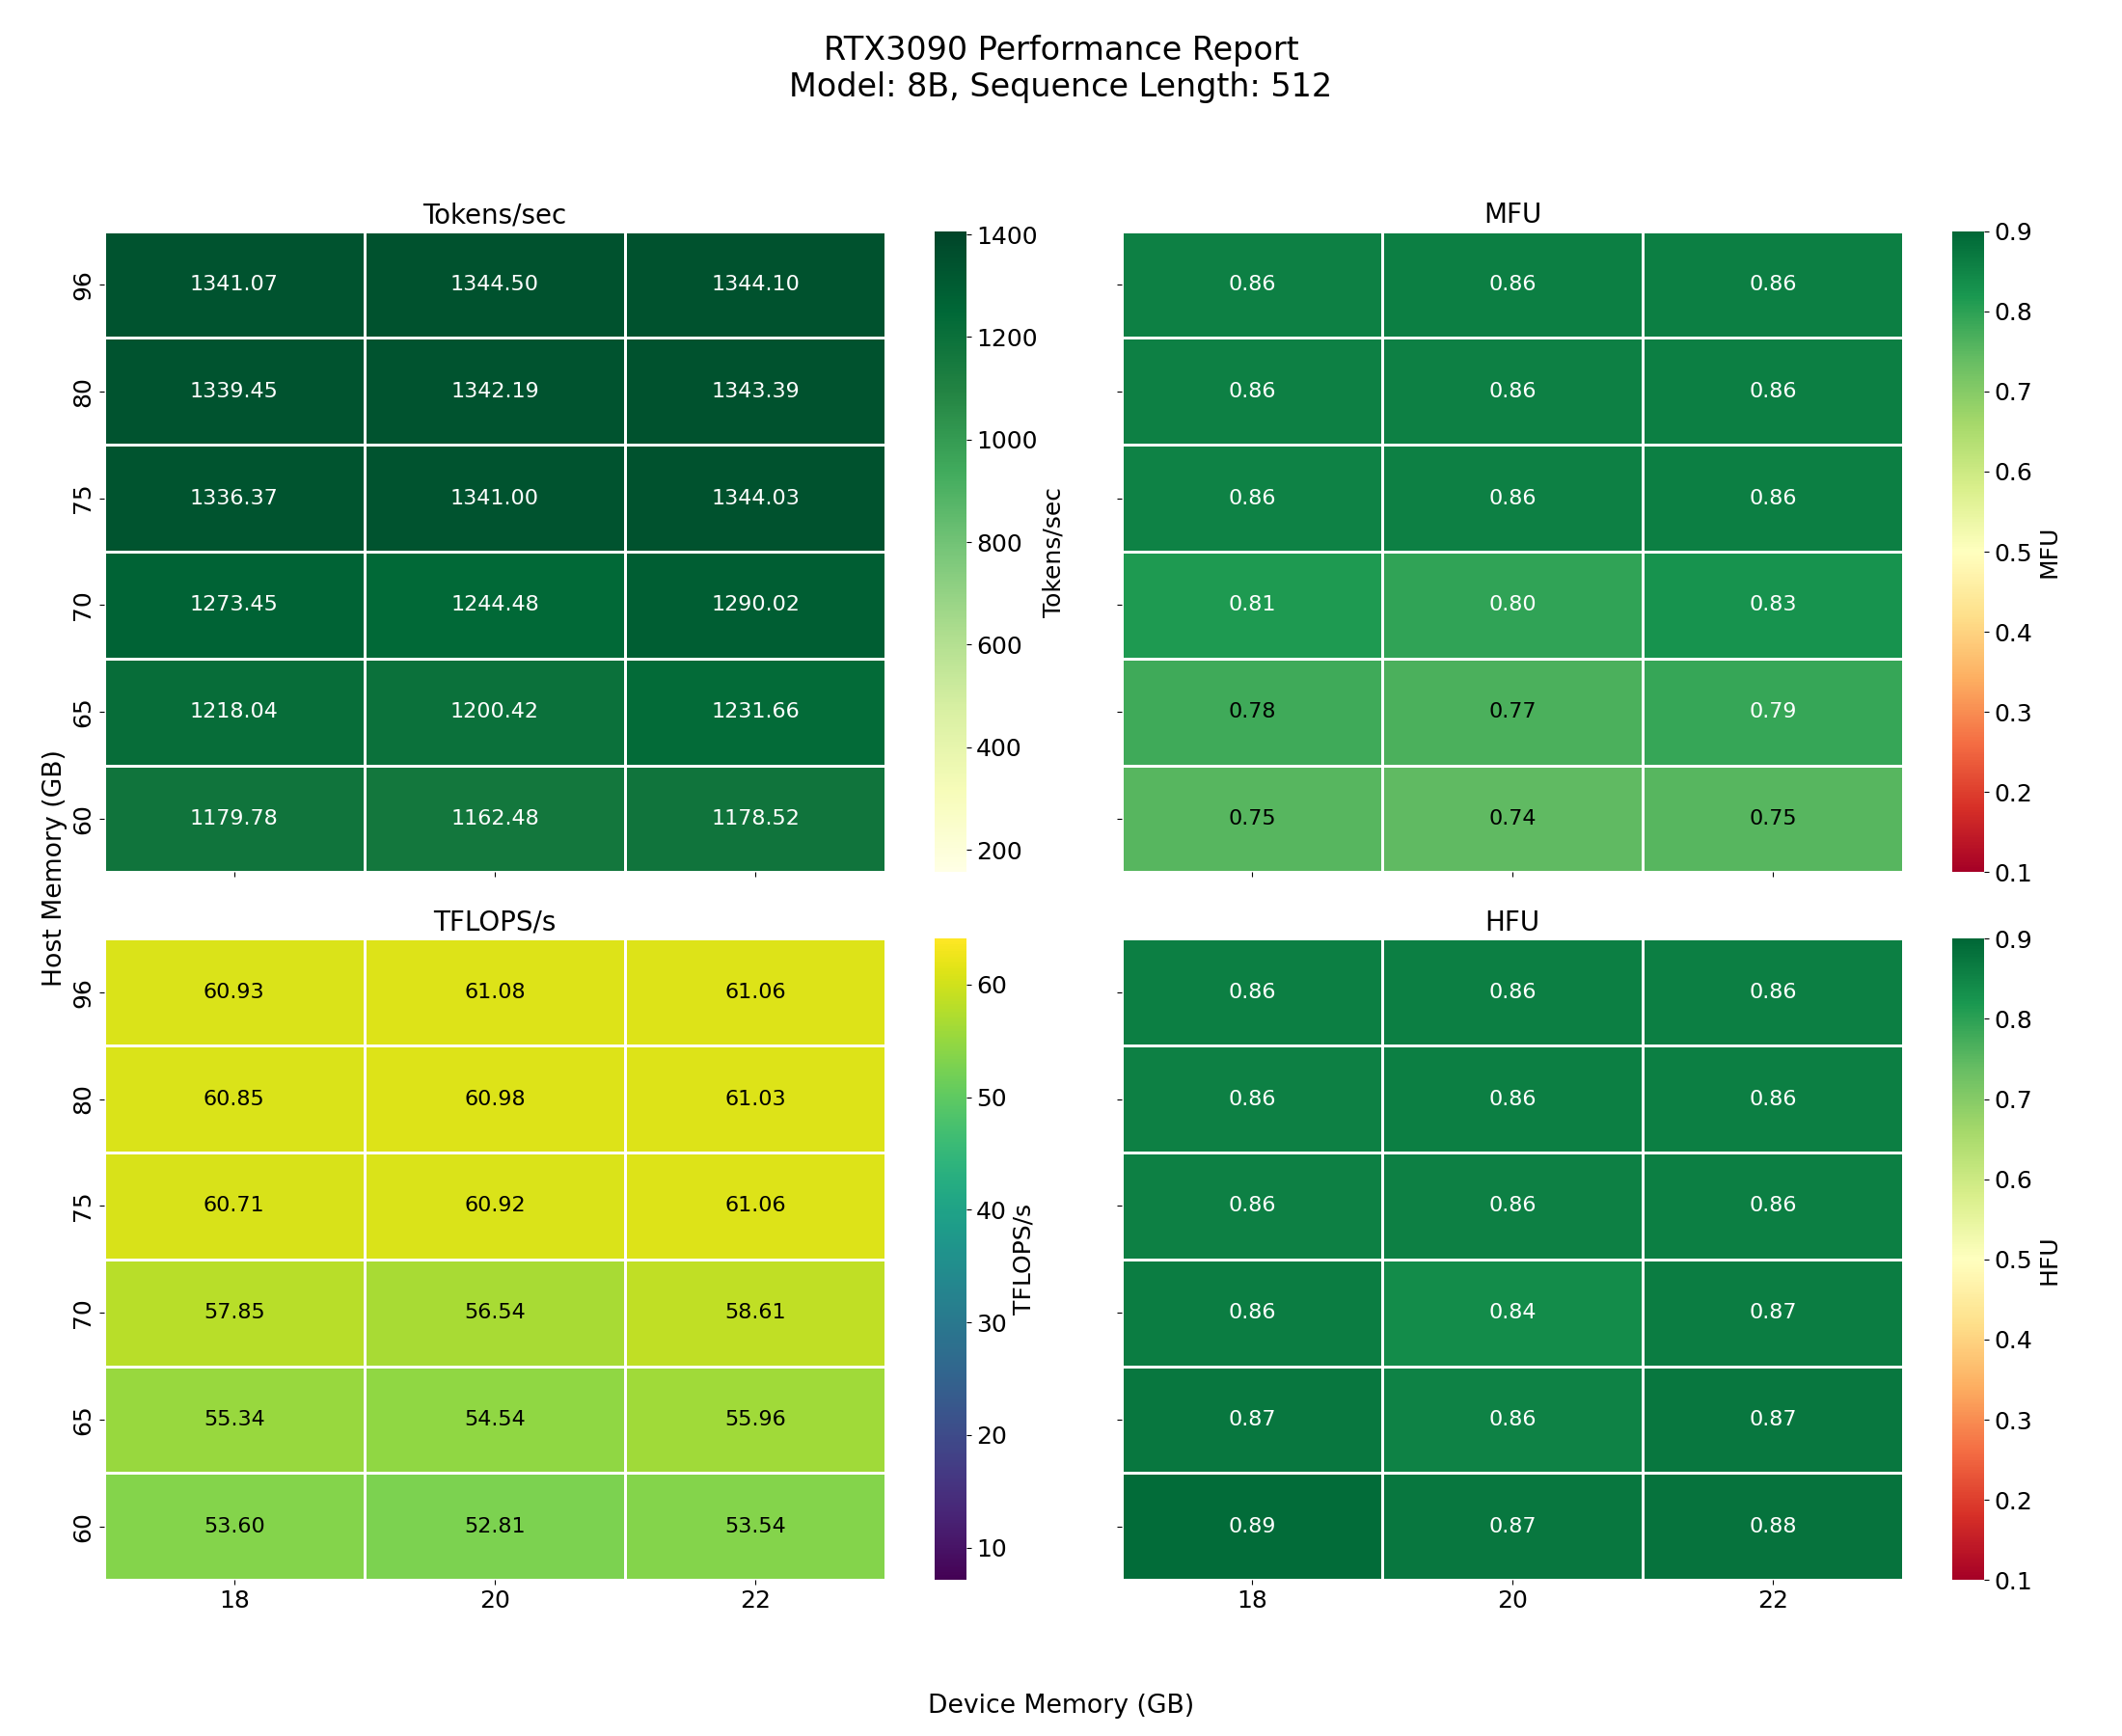 RTX3090 Performance Report
Model: 8B, Sequence Length: 512
Tokens/sec
96 1341.07 1344.50 1344.10
80 1339.45 1342.19 1343.39
75 1336.37 1341.00 1344.03
70 1273.45 1244.48 1290.02
65 1218.04 1200.42 1231.66
60 1179.78 1162.48 1178.52
1400
1200
1000
800
600
400
200
Tokens/sec
MFU
0.86 0.86 0.86
0.86 0.86 0.86
0.86 0.86 0.86
0.81 0.80 0.83
0.78 0.77 0.79
0.75 0.74 0.75
0.9
0.8
0.7
0.6
0.5
0.4
0.3
0.2
0.1
MFU
Host Memory (GB)
TFLOPS/s
96 60.93 61.08 61.06
80 60.85 60.98 61.03
75 60.71 60.92 61.06
70 57.85 56.54 58.61
65 55.34 54.54 55.96
60 53.60 52.81 53.54
18 20 22
60
50
40
30
20
10
TFLOPS/s
HFU
0.86 0.86 0.86
0.86 0.86 0.86
0.86 0.86 0.86
0.86 0.84 0.87
0.87 0.86 0.87
0.89 0.87 0.88
18 20 22
0.9
0.8
0.7
0.6
0.5
0.4
0.3
0.2
0.1
HFU
Device Memory (GB)